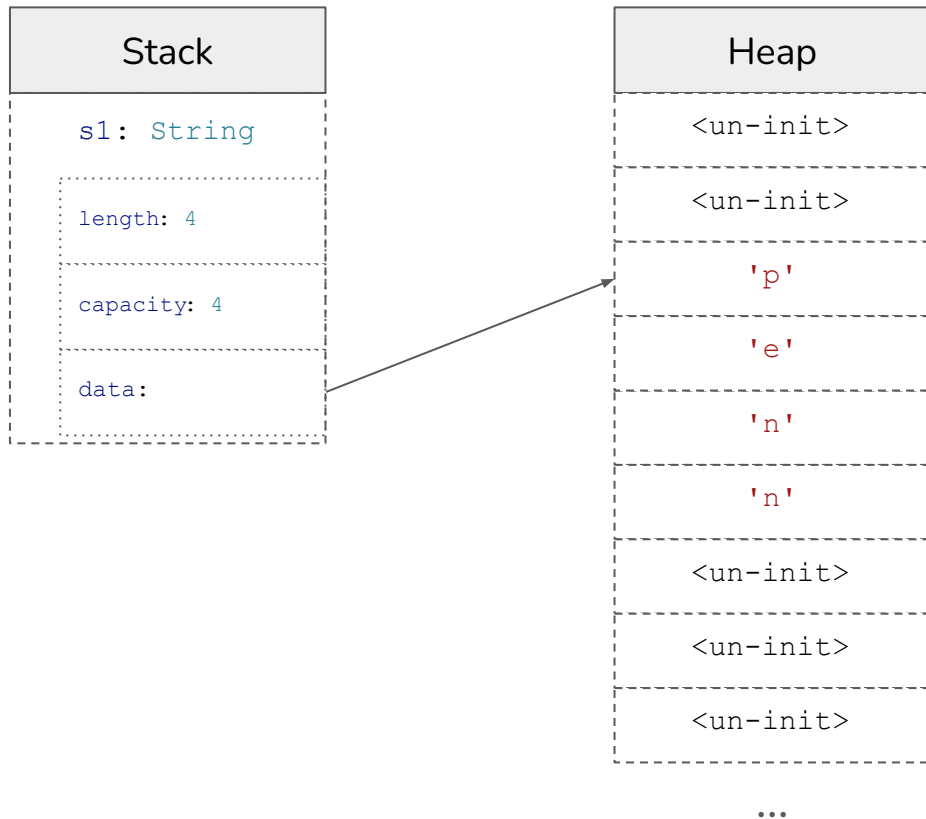 Stack
s1: String
length: 4
capacity: 4
data:
Heap
<un-init>
<un-init>
'p'
'e'
'n'
'n'
<un-init>
<un-init>
<un-init>
...